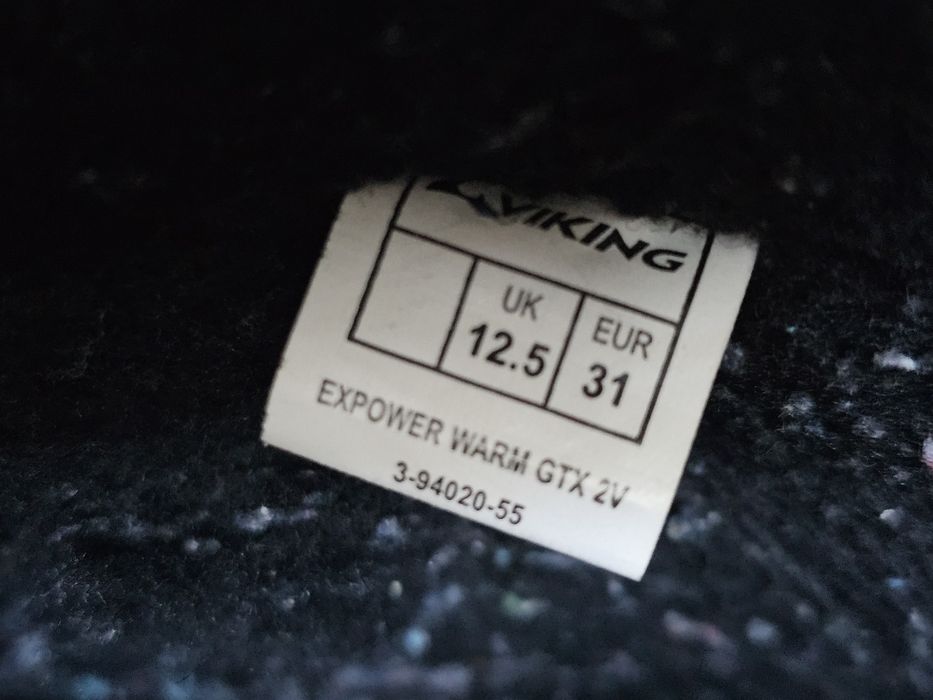 VIKING
UK EUR
12.5 31
EXPOWER WARM GTX 2V
3-94020-55